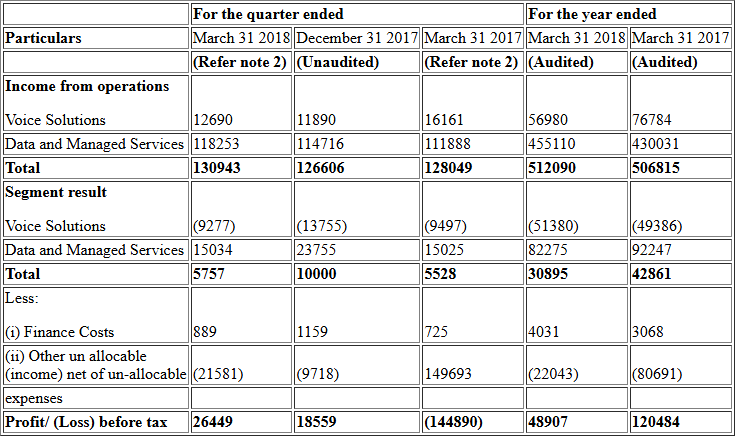 For the quarter ended For the year ended
Particulars March 31 2018 December 31 2017 March 31 2017 March 31 2018 March 31 2017
(Refer note 2) (Unaudited) (Refer note 2) (Audited) (Audited)
Income from operations
Voice Solutions 12690 11890 16161 56980 76784
Data and Managed Services 118253 114716 111888 455110 430031
Total 130943 126606 128049 512090 506815
Segment result
Voice Solutions (9277) (13755) (9497) (51380) (49386)
Data and Managed Services 15034 23755 15025 82275 92247
Total 5757 10000 5528 30895 42861
Less:
(i) Finance Costs 889 1159 725 4031 3068
(ii) Other un allocable
(income) net of un-allocable (21581) (9718) 149693 (22043) (80691)
expenses
Profit/ (Loss) before tax 26449 18559 (144890) 48907 120484